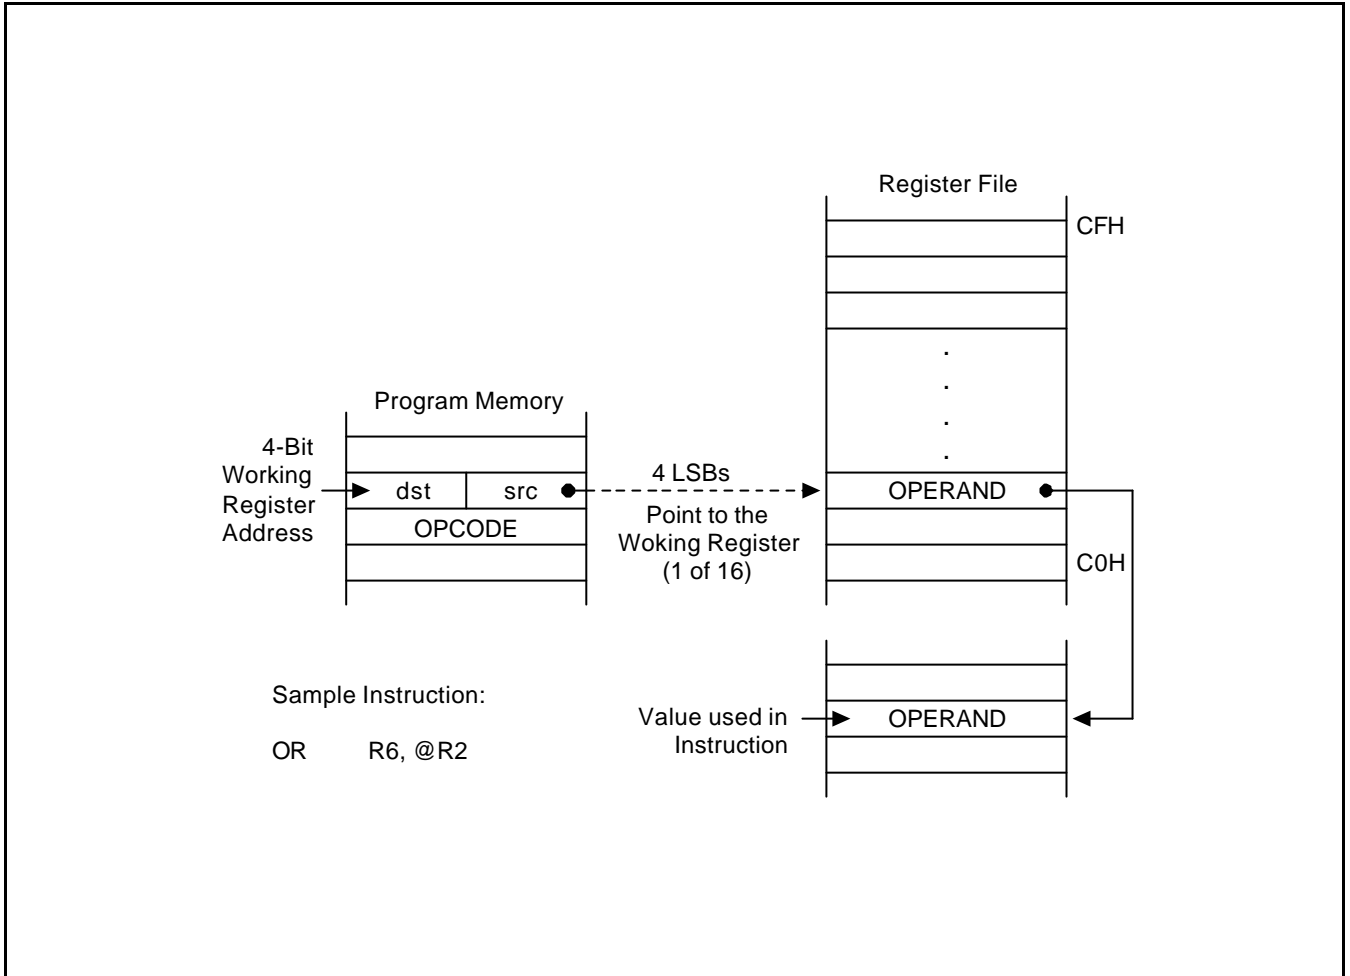 Register File
CFH
.
.
.
.
Program Memory
4-Bit
Working
Register
Address
dst
src
OPCODE
4 LSBs
Point to the
Woking Register
(1 of 16)
OPERAND
C0H
Sample Instruction:
OR R6, @R2
Value used in
Instruction
OPERAND